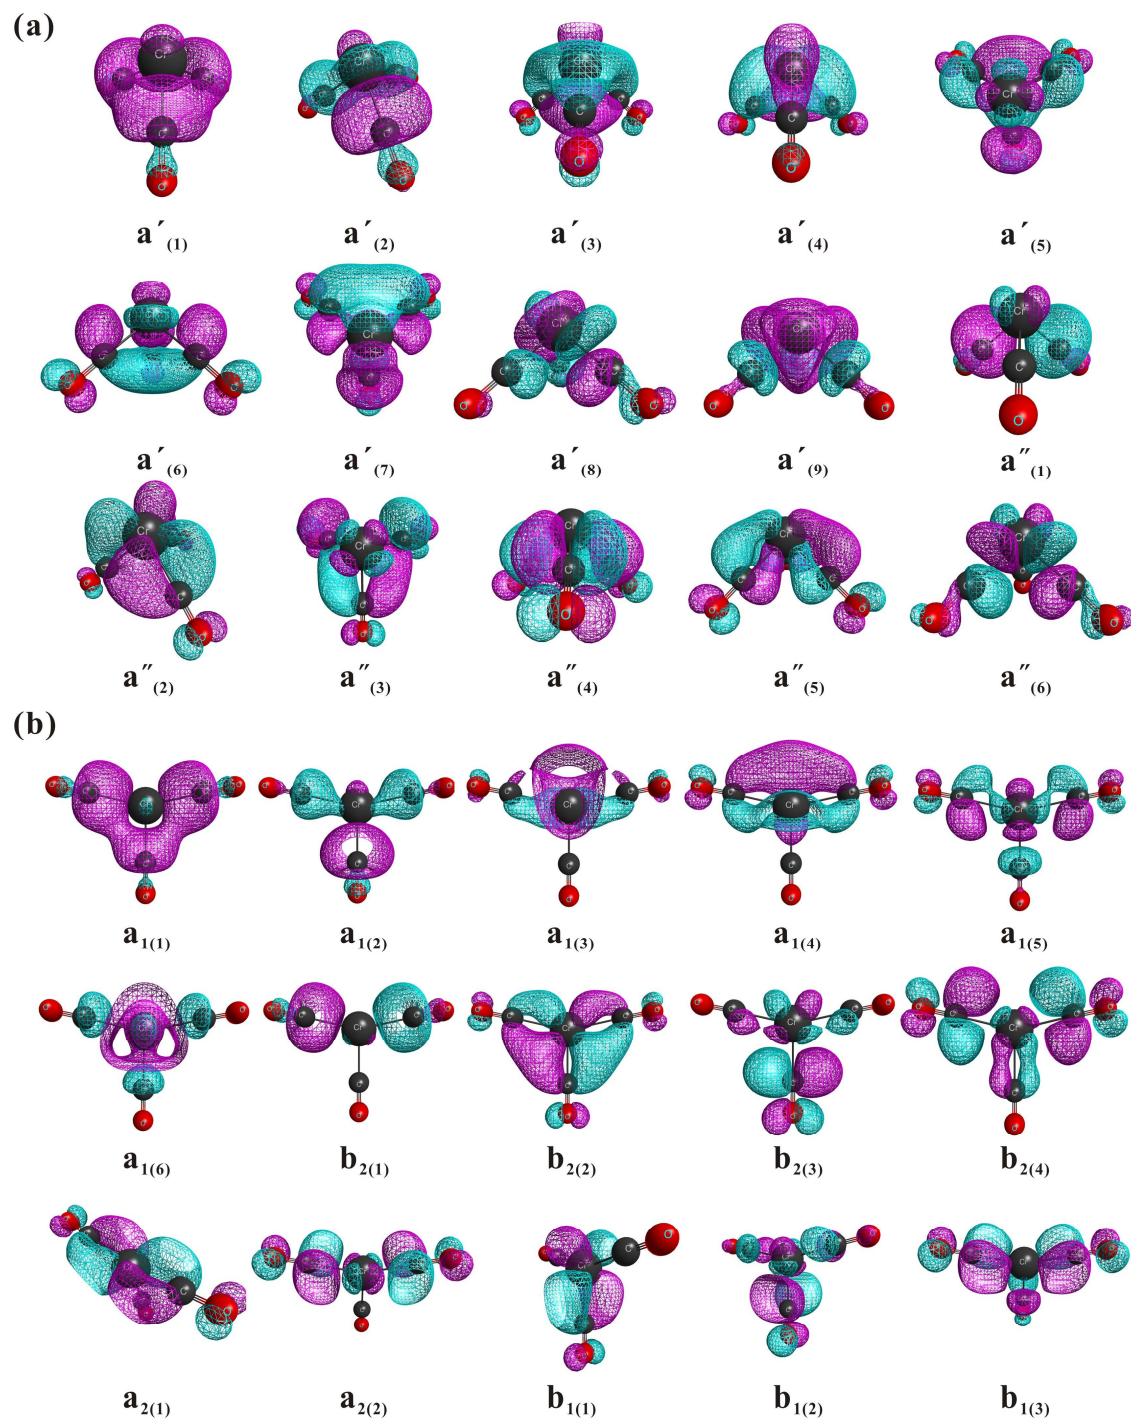 (a)
a′(1) a′(2) a′(3) a′(4) a′(5)
a′(6) a′(7) a′(8) a′(9) a″(1)
a″(2) a″(3) a″(4) a″(5) a″(6)
(b)
a1(1) a1(2) a1(3) a1(4) a1(5)
a1(6) b2(1) b2(2) b2(3) b2(4)
a2(1) a2(2) b1(1) b1(2) b1(3)